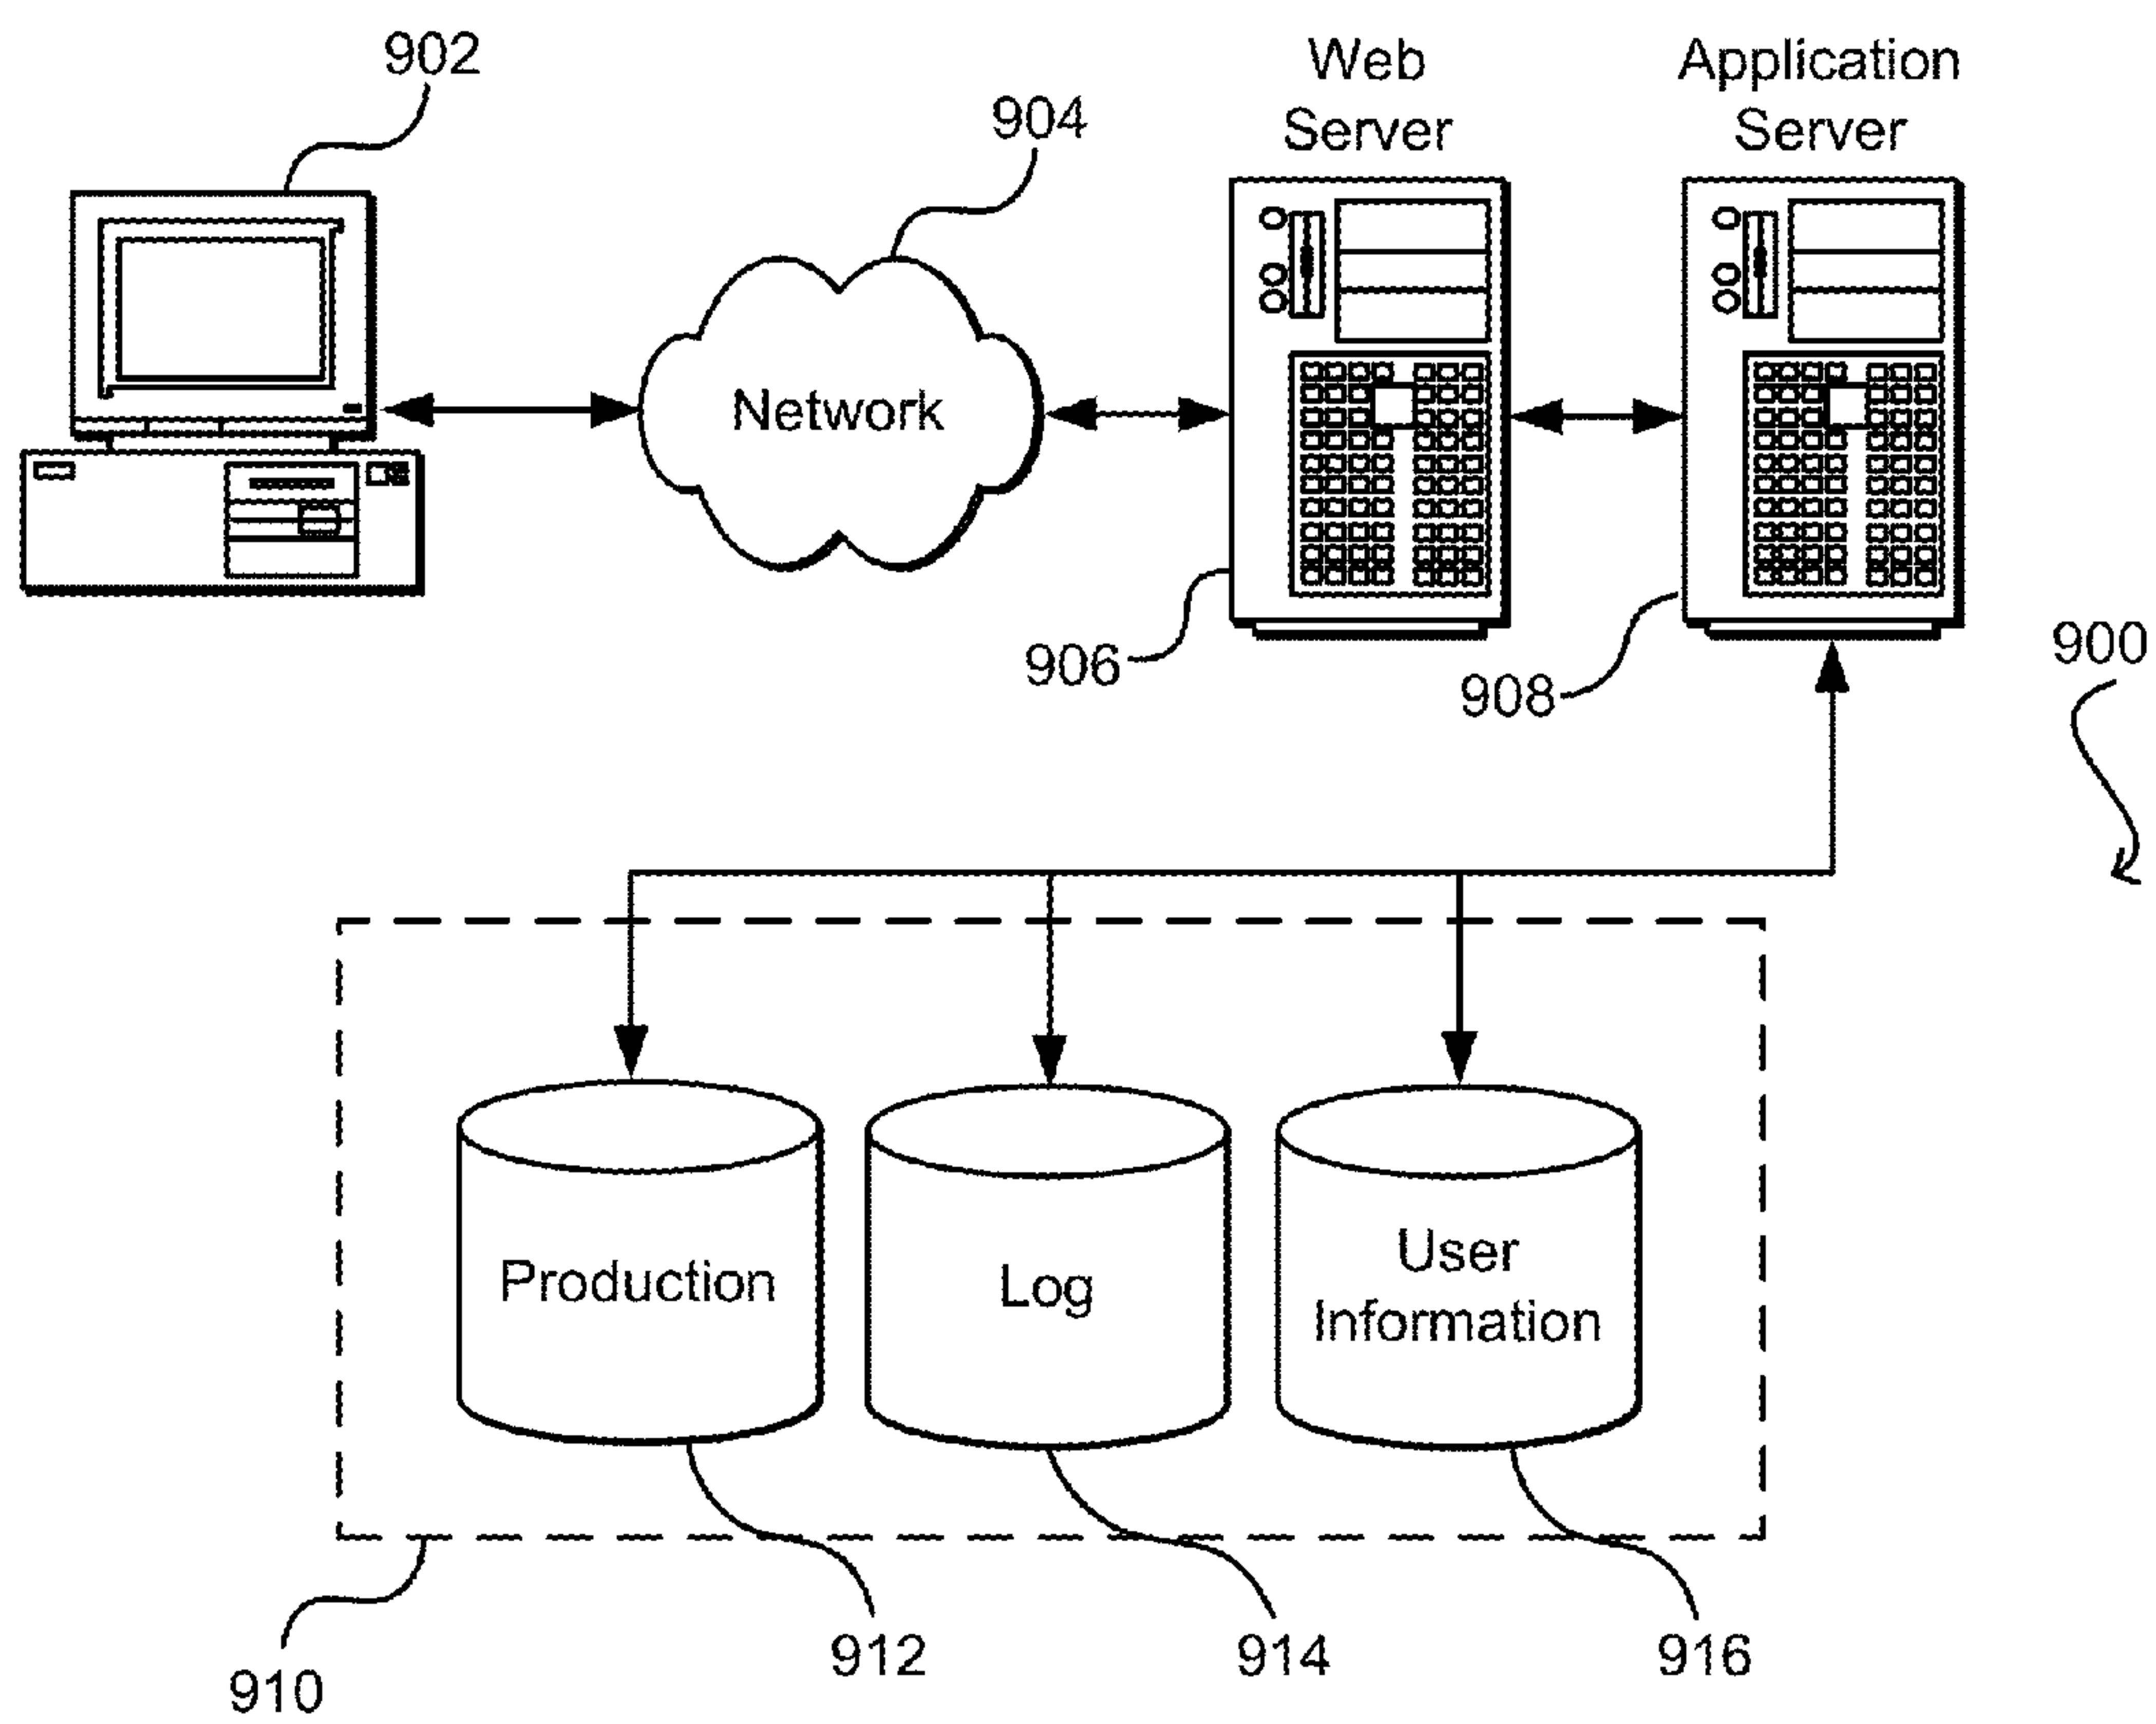 902
904
Web
Server
Application
Server
Network
906
908
900
Production
Log
User
Information
910
912
914
916